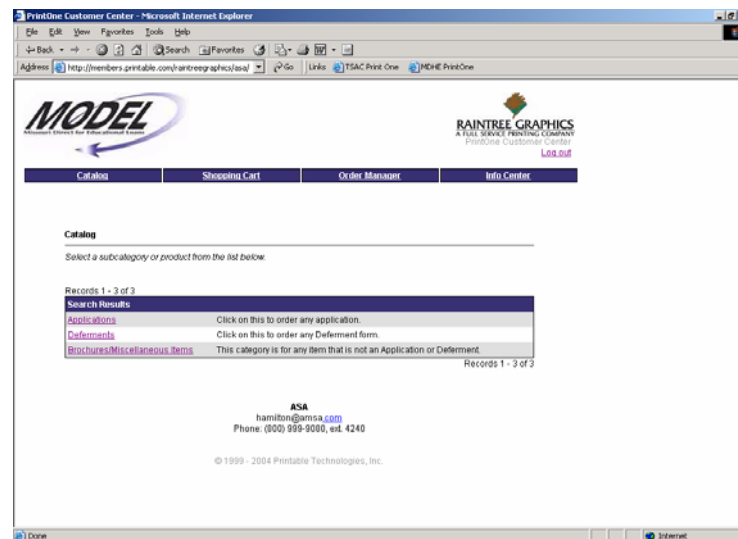 PrintOne Customer Center - Microsoft Internet Explorer
File Edit View Favorites Tools Help
Back Search Favorites
Address http://members.printable.com/raintreegraphics/asa/ Go Links TSAC Print One MDHE PrintOne
MODEL
Missouri Direct for Educational Loans
RAINTREE GRAPHICS
A FULL SERVICE PRINTING COMPANY
PrintOne Customer Center
Log out
Catalog Shopping Cart Order Manager Info Center
Catalog
Select a subcategory or product from the list below.
Records 1 - 3 of 3
Search Results
Applications Click on this to order any application.
Deferments Click on this to order any Deferment form.
Brochures/Miscellaneous Items This category is for any item that is not an Application or Deferment.
Records 1 - 3 of 3
ASA
hamilton@amsa.com
Phone: (800) 999-9080, ext. 4240
© 1999 - 2004 Printable Technologies, Inc.
Done Internet